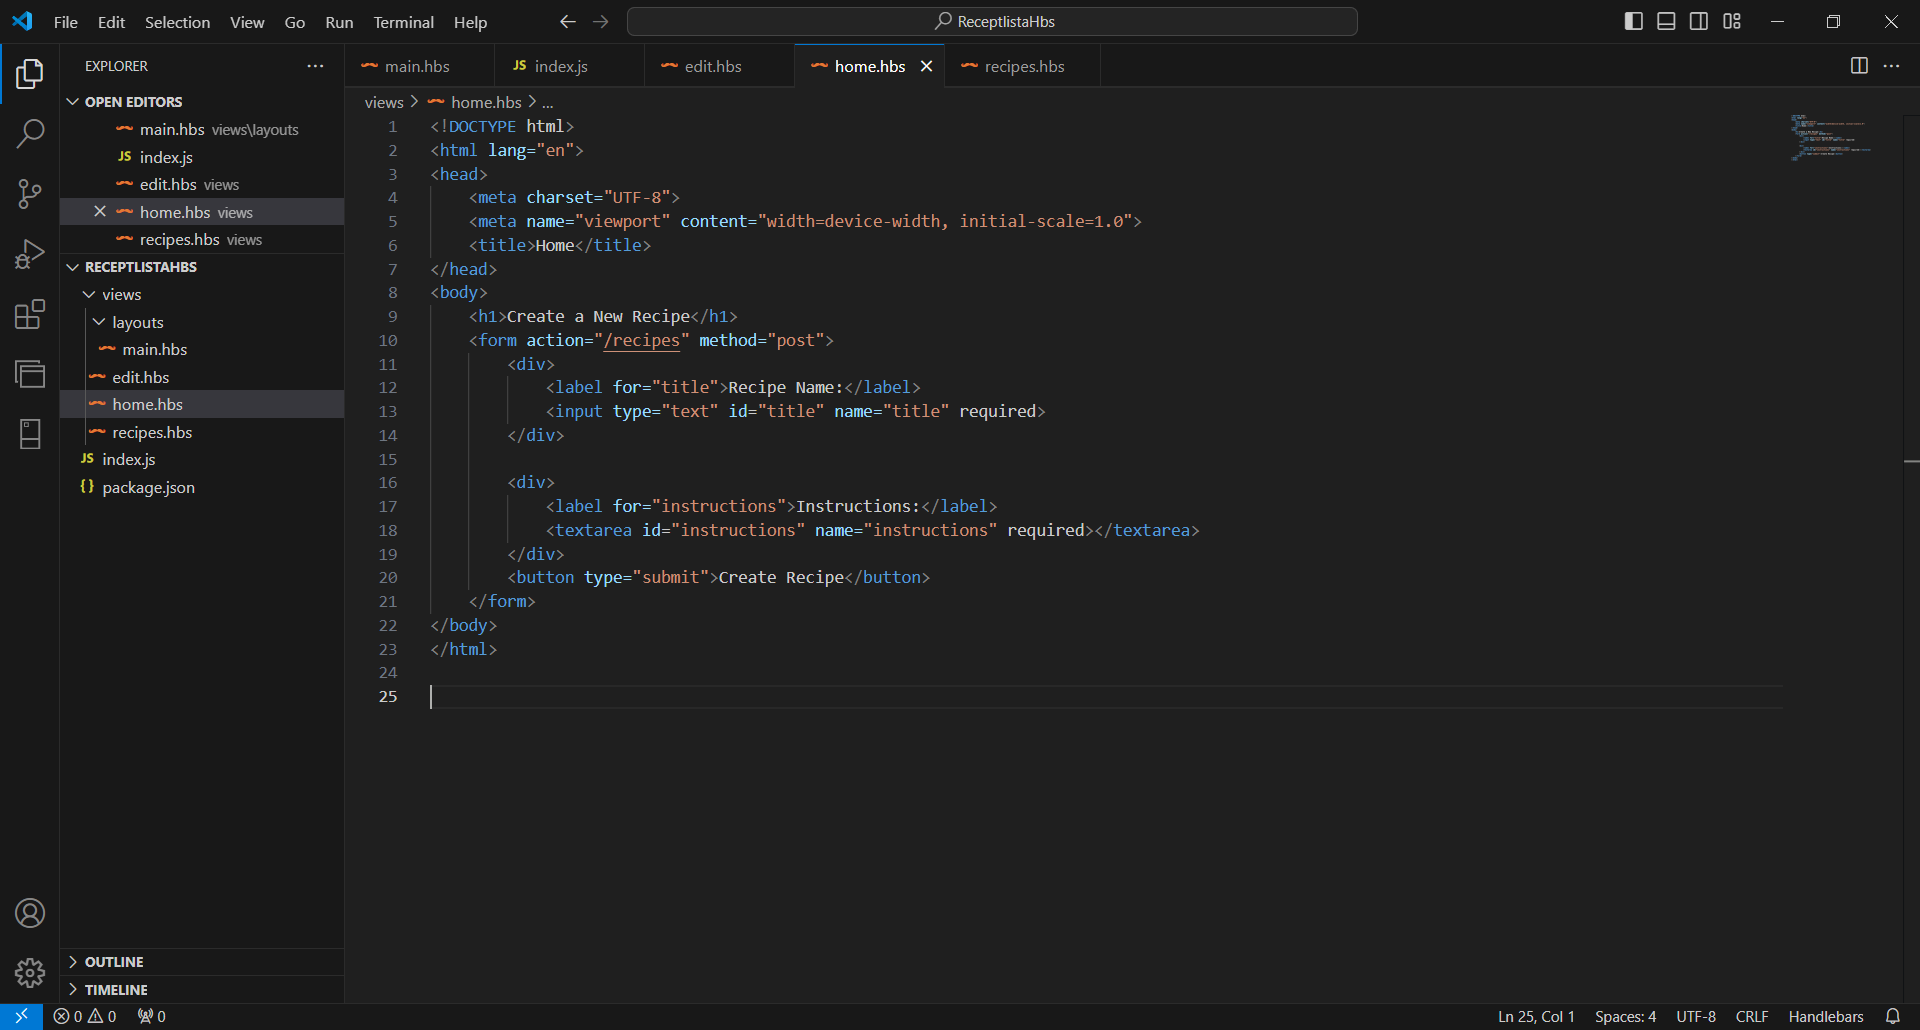 File Edit Selection View Go Run Terminal Help
ReceptlistaHbs
EXPLORER
OPEN EDITORS
main.hbs views\layouts
JS index.js
edit.hbs views
home.hbs views
recipes.hbs views
RECEPTLISTAHBS
views
layouts
main.hbs
edit.hbs
home.hbs
recipes.hbs
JS index.js
{} package.json
OUTLINE
TIMELINE
main.hbs JS index.js edit.hbs home.hbs recipes.hbs
views > home.hbs > ...
1 <!DOCTYPE html>
2 <html lang="en">
3 <head>
4 <meta charset="UTF-8">
5 <meta name="viewport" content="width=device-width, initial-scale=1.0">
6 <title>Home</title>
7 </head>
8 <body>
9 <h1>Create a New Recipe</h1>
10 <form action="/recipes" method="post">
11 <div>
12 <label for="title">Recipe Name:</label>
13 <input type="text" id="title" name="title" required>
14 </div>
15
16 <div>
17 <label for="instructions">Instructions:</label>
18 <textarea id="instructions" name="instructions" required></textarea>
19 </div>
20 <button type="submit">Create Recipe</button>
21 </form>
22 </body>
23 </html>
24
25
0 0 0
Ln 25, Col 1 Spaces: 4 UTF-8 CRLF Handlebars